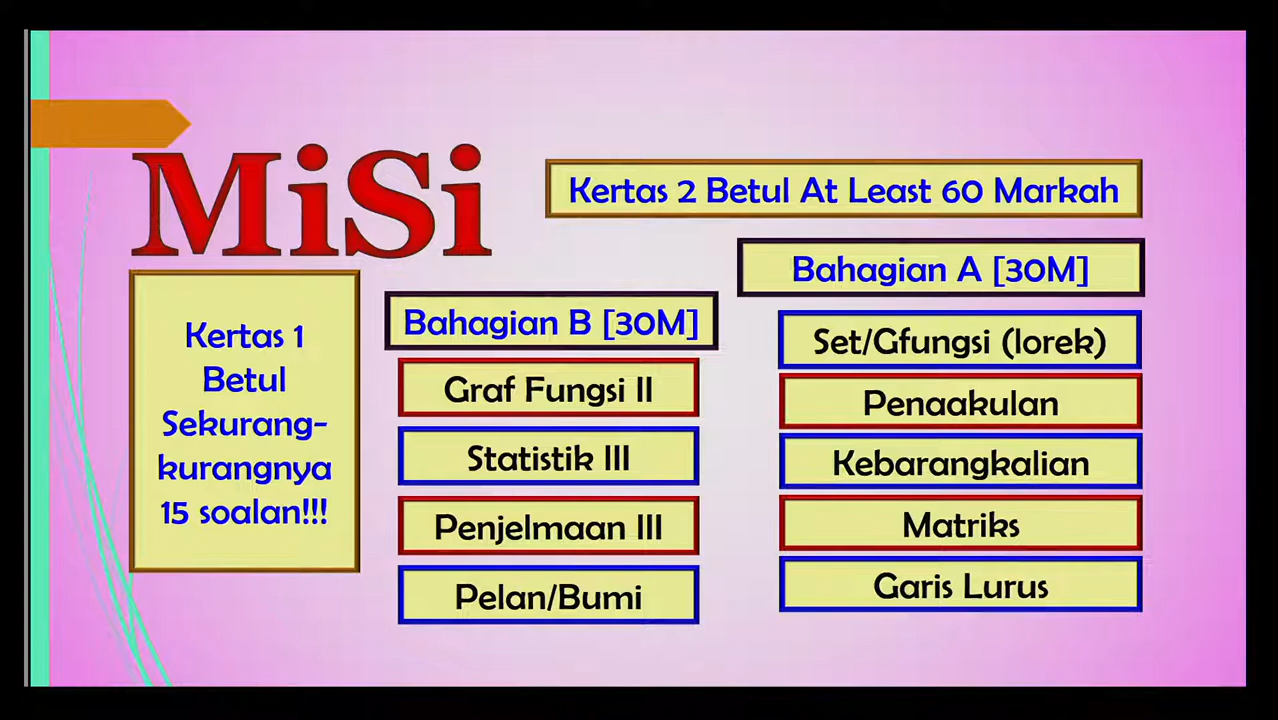 MiSi
Kertas 1
Betul
Sekurang-
kurangnya
15 soalan!!!
Kertas 2 Betul At Least 60 Markah
Bahagian B [30M]
Graf Fungsi II
Statistik III
Penjelmaan III
Pelan/Bumi
Bahagian A [30M]
Set/Gfungsi (lorek)
Penaakulan
Kebarangkalian
Matriks
Garis Lurus